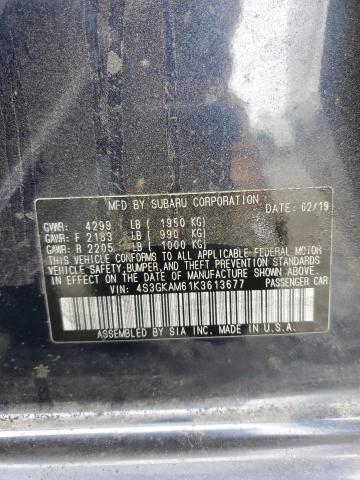 MFD BY SUBARU CORPORATION DATE: 02/19
GVWR: 4299 LB ( 1950 KG)
GAWR: F 2183 LB ( 990 KG)
GAWR: R 2205 LB ( 1000 KG)
THIS VEHICLE CONFORMS TO ALL APPLICABLE FEDERAL MOTOR
VEHICLE SAFETY, BUMPER, AND THEFT PREVENTION STANDARDS
IN EFFECT ON THE DATE OF MANUFACTURE SHOWN ABOVE.
VIN: 4S3GKAM61K3613677 PASSENGER CAR
ASSEMBLED BY SIA INC. MADE IN U.S.A.